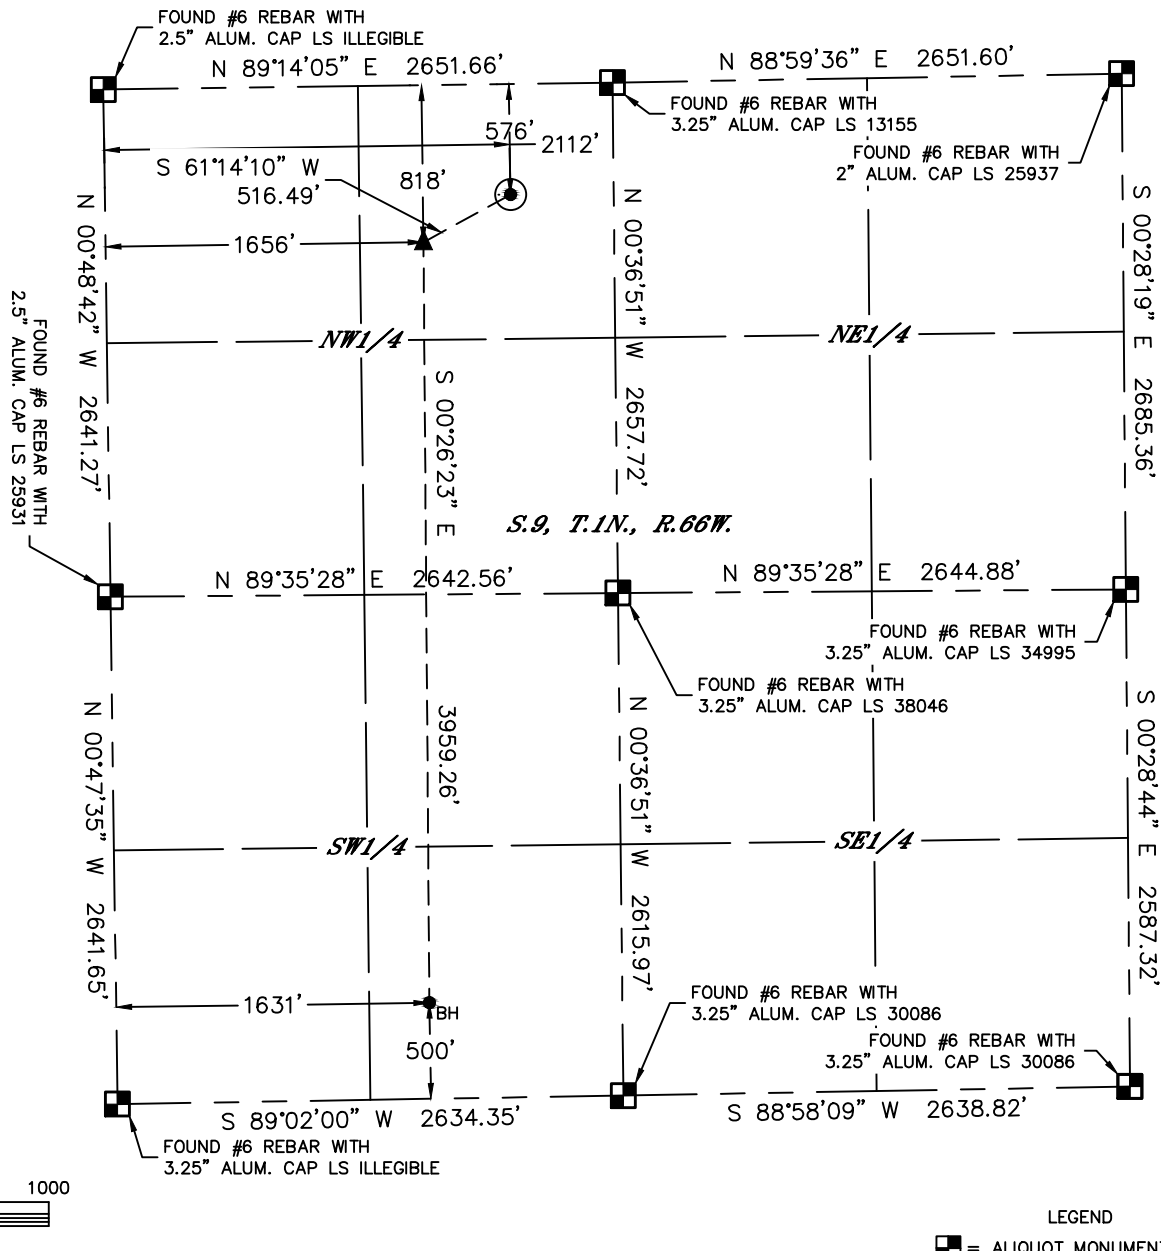 FOUND #6 REBAR WITH
2.5" ALUM. CAP LS ILLEGIBLE
N 89°14'05" E 2651.66'
N 88°59'36" E 2651.60'
FOUND #6 REBAR WITH
3.25" ALUM. CAP LS 13155
576'
2112'
FOUND #6 REBAR WITH
2" ALUM. CAP LS 25937
S 61°14'10" W
516.49'
818'
1656'
N 00°48'42" W 2641.27'
N 00°36'51" W 2657.72'
S 00°28'19" E 2685.36'
NW1/4
NE1/4
FOUND #6 REBAR WITH
2.5" ALUM. CAP LS 25931
S 00°26'23" E
3959.26'
S.9, T.1N., R.66W.
N 89°35'28" E 2642.56'
N 89°35'28" E 2644.88'
FOUND #6 REBAR WITH
3.25" ALUM. CAP LS 34995
FOUND #6 REBAR WITH
3.25" ALUM. CAP LS 38046
N 00°47'35" W 2641.65'
N 00°36'51" W 2615.97'
S 00°28'44" E 2587.32'
SW1/4
SE1/4
1631'
BH
500'
FOUND #6 REBAR WITH
3.25" ALUM. CAP LS 30086
FOUND #6 REBAR WITH
3.25" ALUM. CAP LS 30086
S 89°02'00" W 2634.35'
S 88°58'09" W 2638.82'
FOUND #6 REBAR WITH
3.25" ALUM. CAP LS ILLEGIBLE
1000
LEGEND
= ALIQUOT MONUMENT